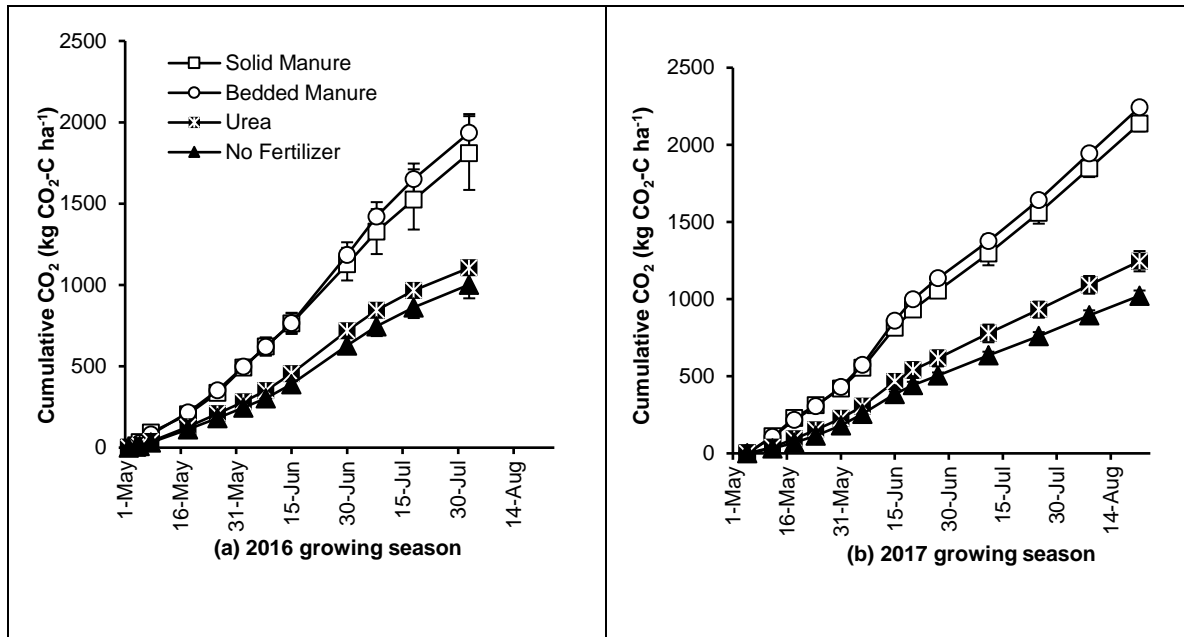 2500
2000
1500
1000
500
0
Cumulative CO₂ (kg CO₂-C ha⁻¹)
Solid Manure
Bedded Manure
Urea
No Fertilizer
1-May
16-May
31-May
15-Jun
30-Jun
15-Jul
30-Jul
14-Aug
(a) 2016 growing season
2500
2000
1500
1000
500
0
Cumulative CO₂ (kg CO₂-C ha⁻¹)
1-May
16-May
31-May
15-Jun
30-Jun
15-Jul
30-Jul
14-Aug
(b) 2017 growing season